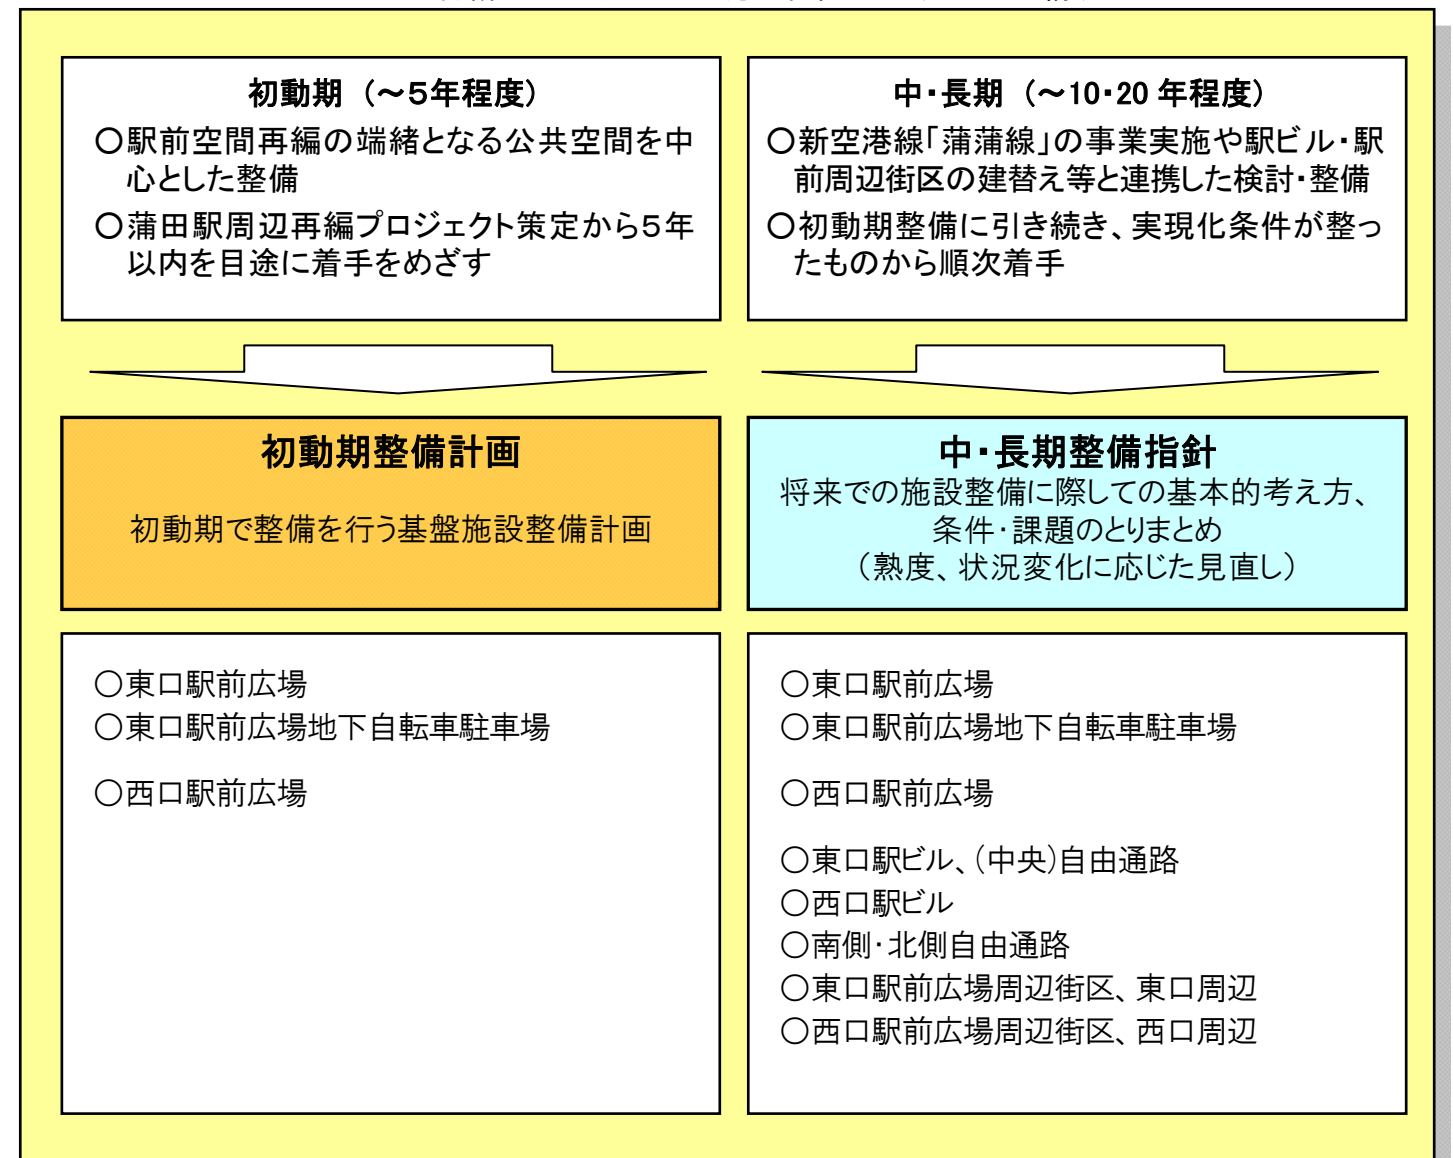 初動期（～５年程度）
○駅前空間再編の端緒となる公共空間を中
心とした整備
○蒲田駅周辺再編プロジェクト策定から５年
以内を目途に着手をめざす
中・長期（～10・20 年程度）
○新空港線「蒲蒲線」の事業実施や駅ビル・駅
前周辺街区の建替え等と連携した検討・整備
○初動期整備に引き続き、実現化条件が整っ
たものから順次着手
初動期整備計画
初動期で整備を行う基盤施設整備計画
中・長期整備指針
将来での施設整備に際しての基本的考え方、
条件・課題のとりまとめ
（熟度、状況変化に応じた見直し）
○東口駅前広場
○東口駅前広場地下自転車駐車場
○西口駅前広場
○東口駅前広場
○東口駅前広場地下自転車駐車場
○西口駅前広場
○東口駅ビル、（中央）自由通路
○西口駅ビル
○南側・北側自由通路
○東口駅前広場周辺街区、東口周辺
○西口駅前広場周辺街区、西口周辺